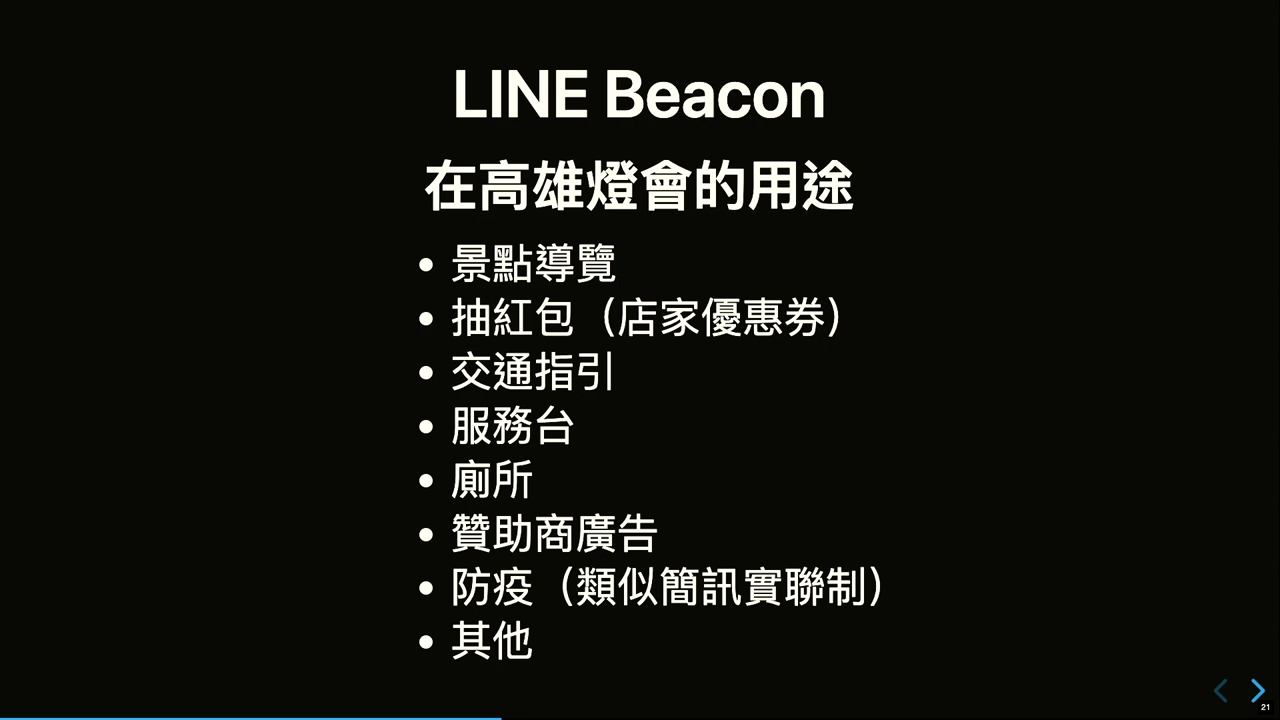 LINE Beacon
在高雄燈會的用途
• 景點導覽
• 抽紅包（店家優惠券）
• 交通指引
• 服務台
• 廁所
• 贊助商廣告
• 防疫（類似簡訊實聯制）
• 其他
21